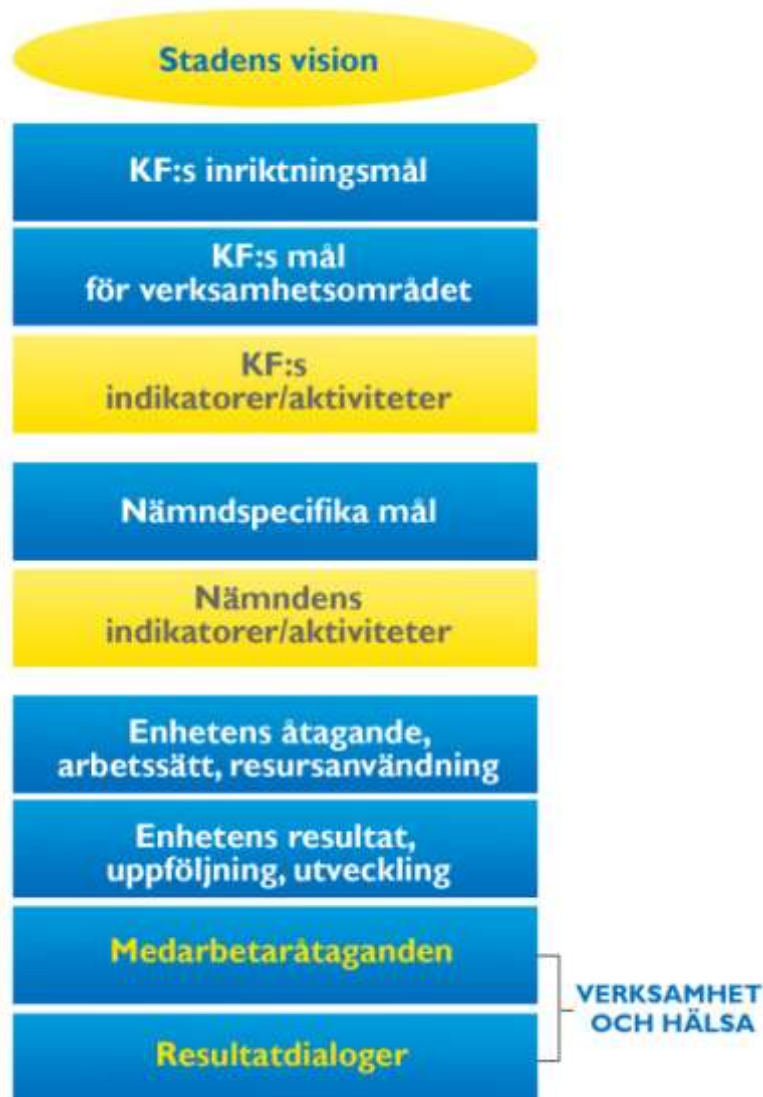 Stadens vision
KF:s inriktningsmål
KF:s mål
för verksamhetsområdet
KF:s
indikatorer/aktiviteter
Nämndspecifika mål
Nämndens
indikatorer/aktiviteter
Enhetens åtagande,
arbetssätt, resursanvändning
Enhetens resultat,
uppföljning, utveckling
Medarbetaråtaganden
Resultatdialoger
VERKSAMHET
OCH HÄLSA